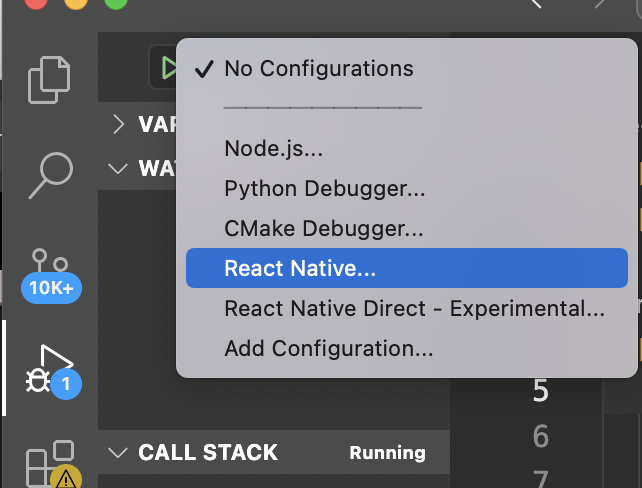 No Configurations
VAR
WA
Node.js...
Python Debugger...
CMake Debugger...
React Native...
React Native Direct - Experimental...
Add Configuration...
10K+
1
CALL STACK
Running
5
6
7